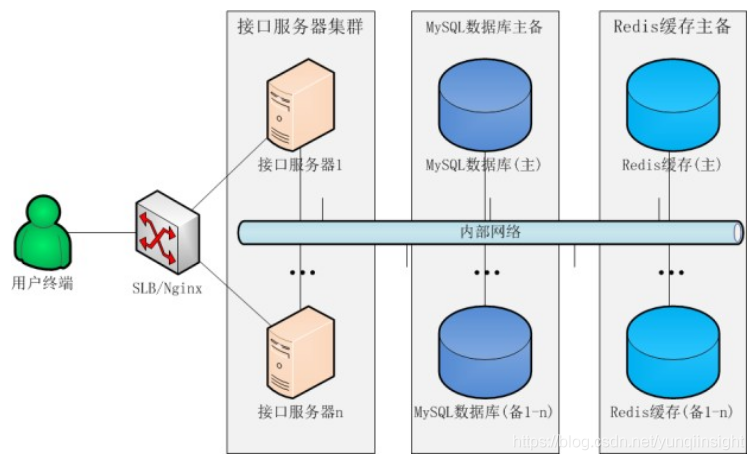 接口服务器集群
MySQL数据库主备
Redis缓存主备
接口服务器1
MySQL数据库(主)
Redis缓存(主)
内部网络
用户终端
SLB/Nginx
...
...
...
接口服务器n
MySQL数据库(备1-n)
Redis缓存(备1-n)
https://blog.csdn.net/yunqiinsight